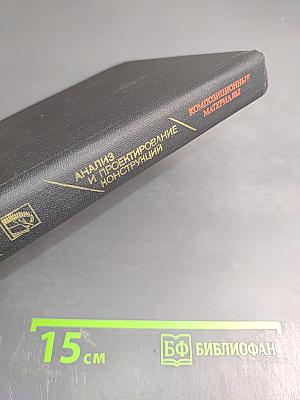 КОМПОЗИЦИОННЫЕ
МАТЕРИАЛЫ
АНАЛИЗ
И ПРОЕКТИРОВАНИЕ
КОНСТРУКЦИЙ
15 см
БФ БИБЛИОФАН